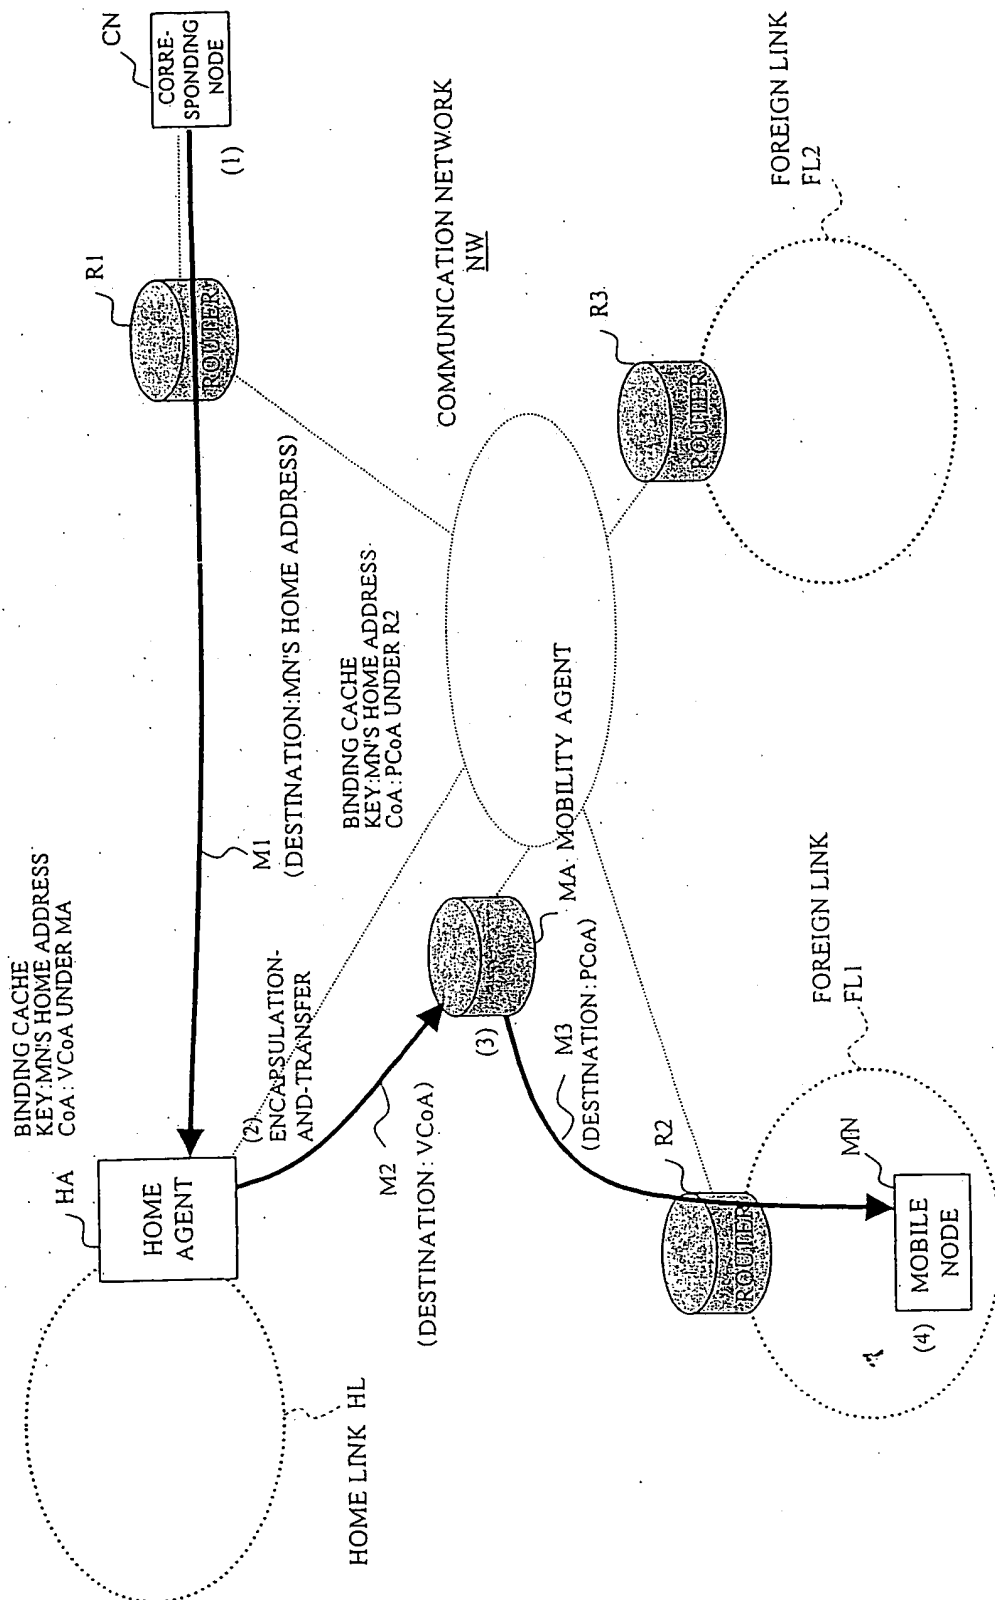 BINDING CACHE
KEY:MN'S HOME ADDRESS
CoA: VCoA UNDER MA
HA
HOME
AGENT
HOME LINK HL
(2)
ENCAPSULATION-
AND-TRANSFER
M1
(DESTINATION:MN'S HOME ADDRESS)
R1
ROUTER
CN
CORRE-
SPONDING
NODE
(1)
BINDING CACHE
KEY:MN'S HOME ADDRESS
CoA:PCoA UNDER R2
COMMUNICATION NETWORK
NW
M2
(DESTINATION: VCoA)
(3)
MA MOBILITY AGENT
M3
(DESTINATION:PCoA)
R2
ROUTER
R3
ROUTER
FOREIGN LINK
FL1
FOREIGN LINK
FL2
MN
MOBILE
NODE
(4)